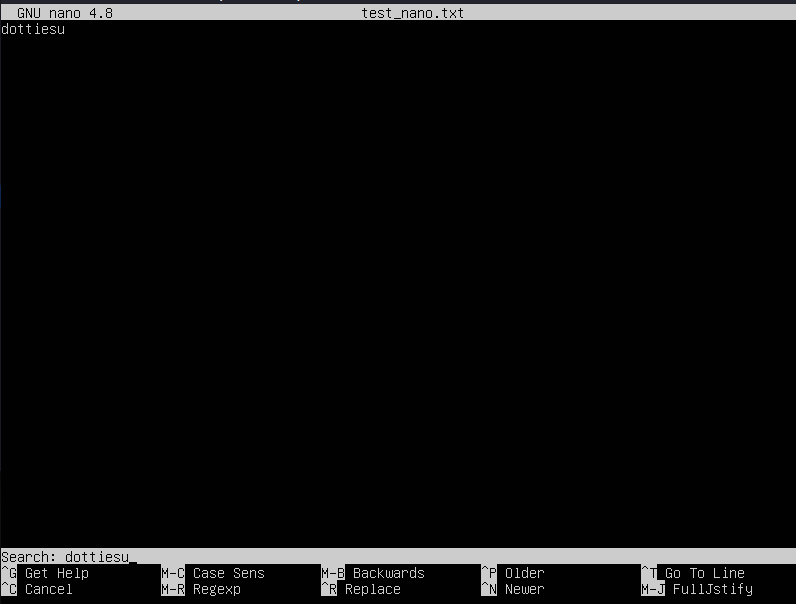 GNU nano 4.8 test_nano.txt
dottiesu
Search: dottiesu
^G Get Help M-C Case Sens M-B Backwards ^P Older ^T Go To Line
^C Cancel M-R Regexp ^R Replace ^N Newer M-J FullJstify